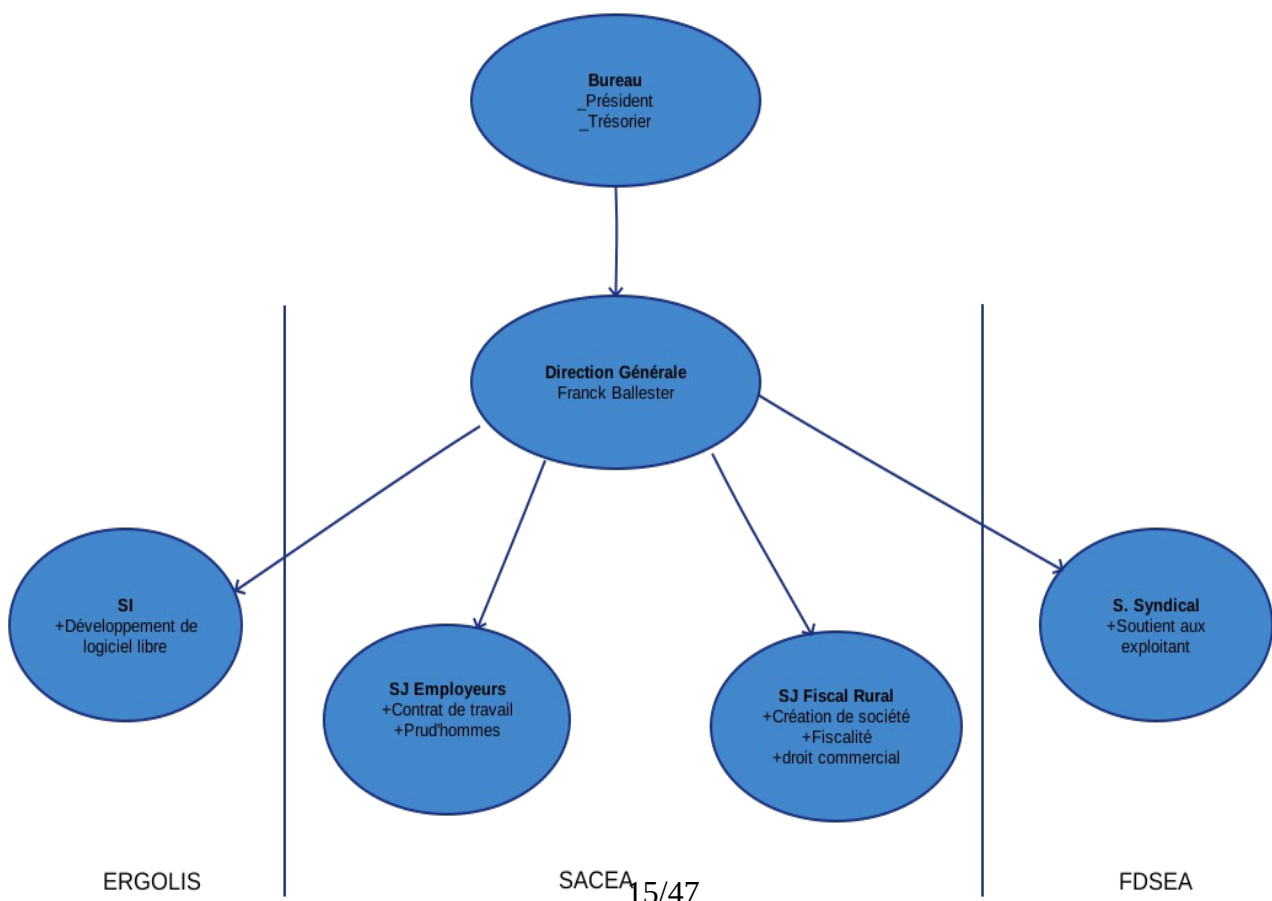 Bureau
_Président
_Trésorier
Direction Générale
Franck Ballester
SI
+Développement de
logiciel libre
SJ Employeurs
+Contrat de travail
+Prud'hommes
SJ Fiscal Rural
+Création de société
+Fiscalité
+droit commercial
S. Syndical
+Soutient aux
exploitant
ERGOLIS
SACEA
15/47
FDSEA